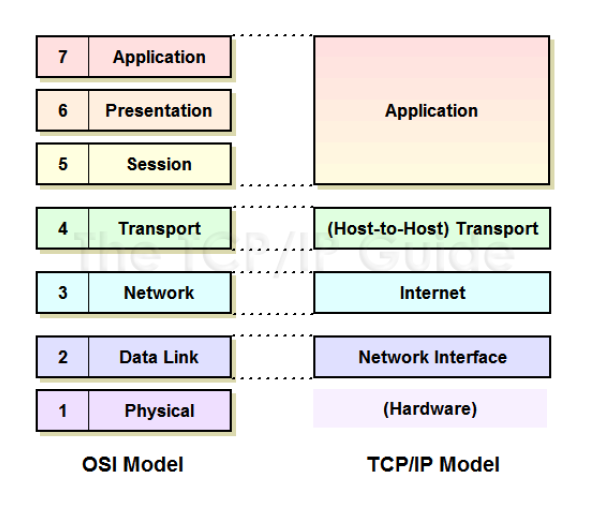 7 Application
6 Presentation
5 Session
Application
4 Transport
(Host-to-Host) Transport
The TCP/IP Guide
3 Network
Internet
2 Data Link
Network Interface
1 Physical
(Hardware)
OSI Model
TCP/IP Model